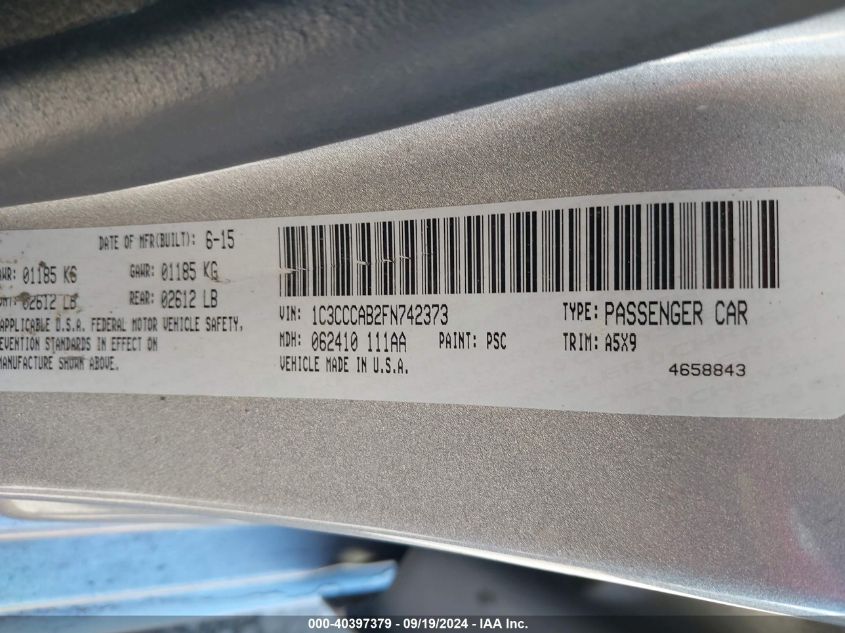 DATE OF MFR(BUILT): 6-15
01185 KG GAWR: 01185 KG
02612 LB REAR: 02612 LB
APPLICABLE U.S.A. FEDERAL MOTOR VEHICLE SAFETY,
STANDARDS IN EFFECT ON
MANUFACTURE SHOWN ABOVE.
VIN: 1C3CCCAB2FN742373 TYPE: PASSENGER CAR
MDH: 062410 111AA PAINT: PSC TRIM: A5X9
VEHICLE MADE IN U.S.A.
4658843
000-40397379 - 09/19/2024 - IAA Inc.